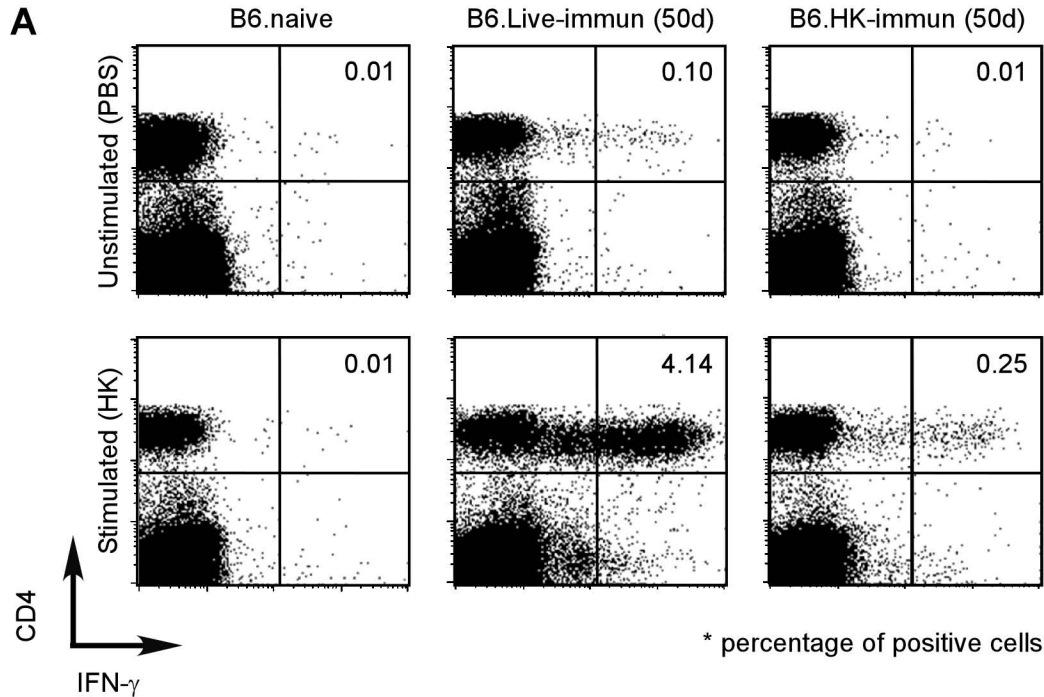 A
B6.naive B6.Live-immun (50d) B6.HK-immun (50d)
Unstimulated (PBS)
0.01 0.10 0.01
Stimulated (HK)
0.01 4.14 0.25
CD4
IFN-γ
* percentage of positive cells